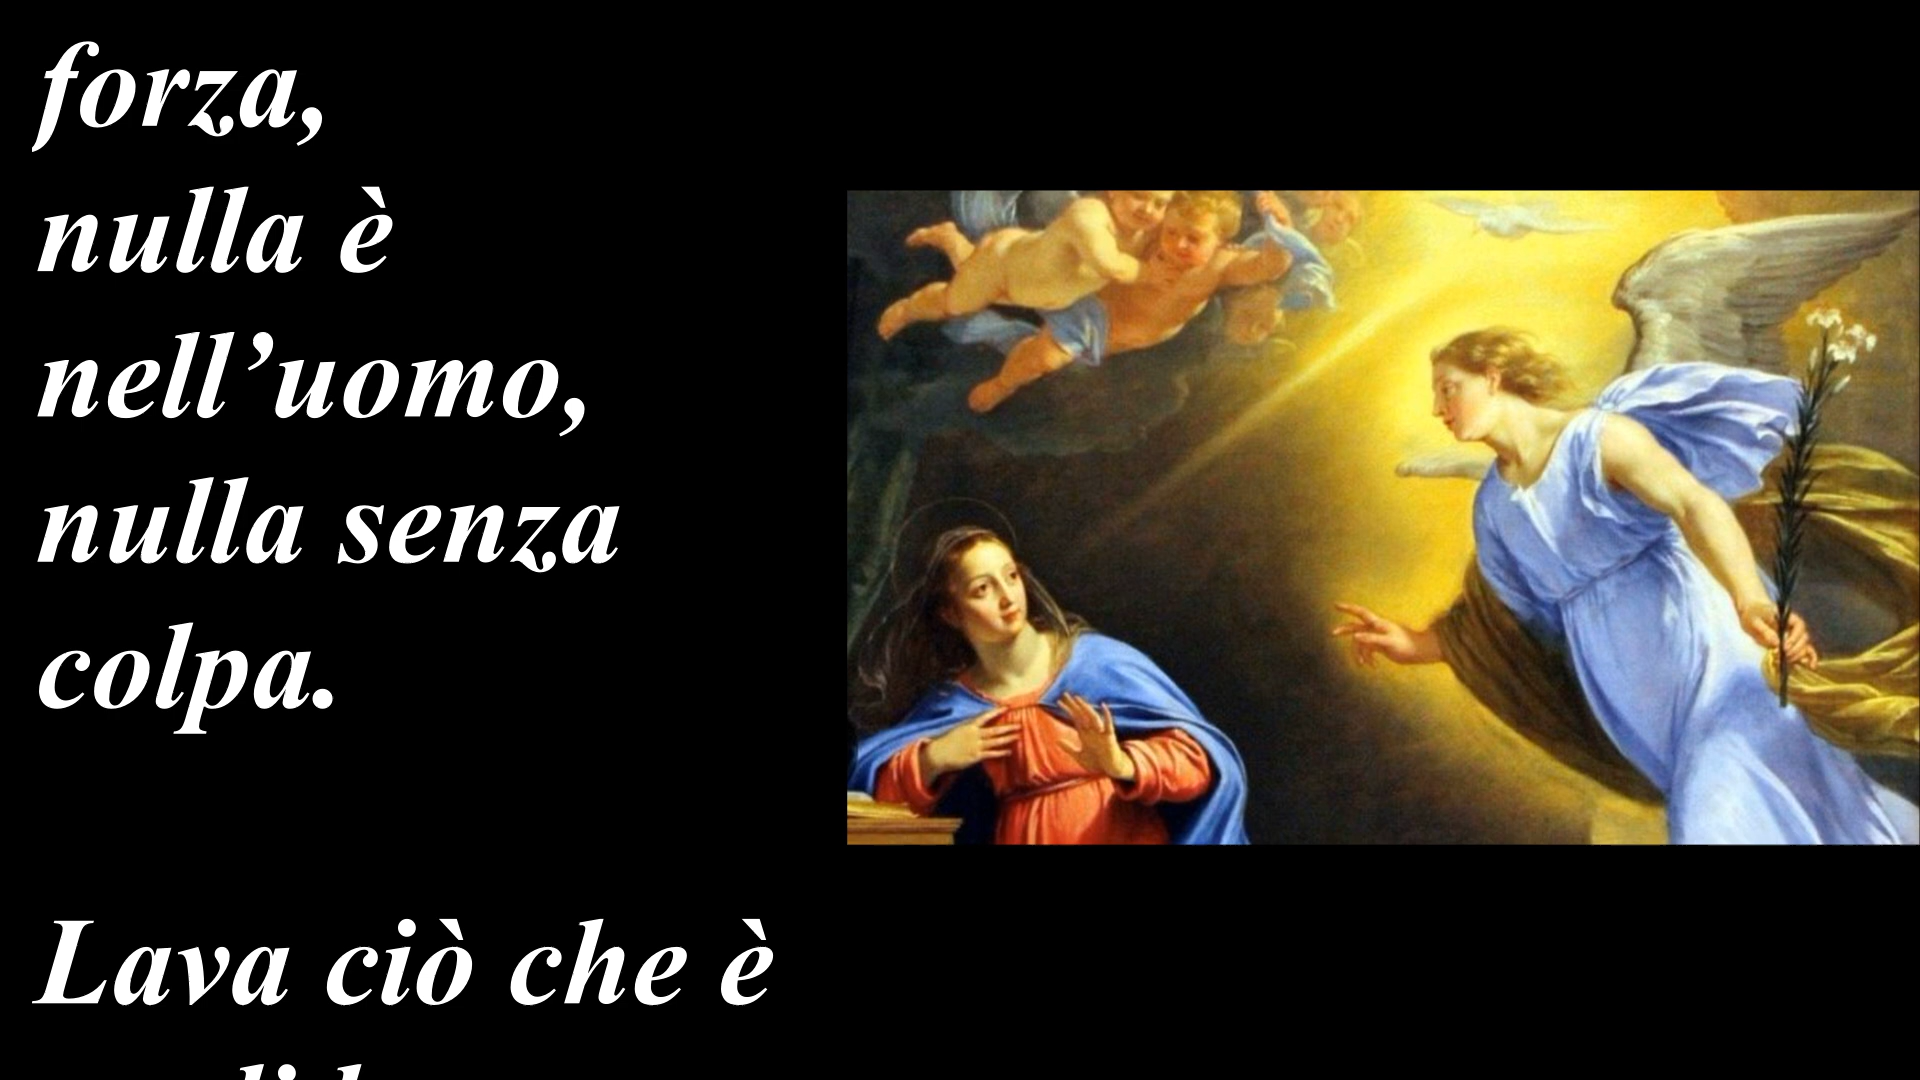 forza,
nulla è
nell’uomo,
nulla senza
colpa.
Lava ciò che è